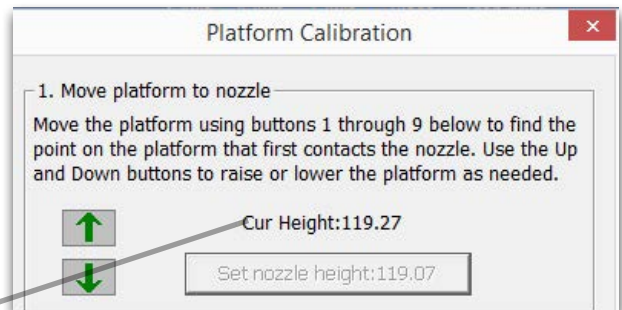 Platform Calibration
1. Move platform to nozzle
Move the platform using buttons 1 through 9 below to find the
point on the platform that first contacts the nozzle. Use the Up
and Down buttons to raise or lower the platform as needed.
Cur Height:119.27
Set nozzle height:119.07